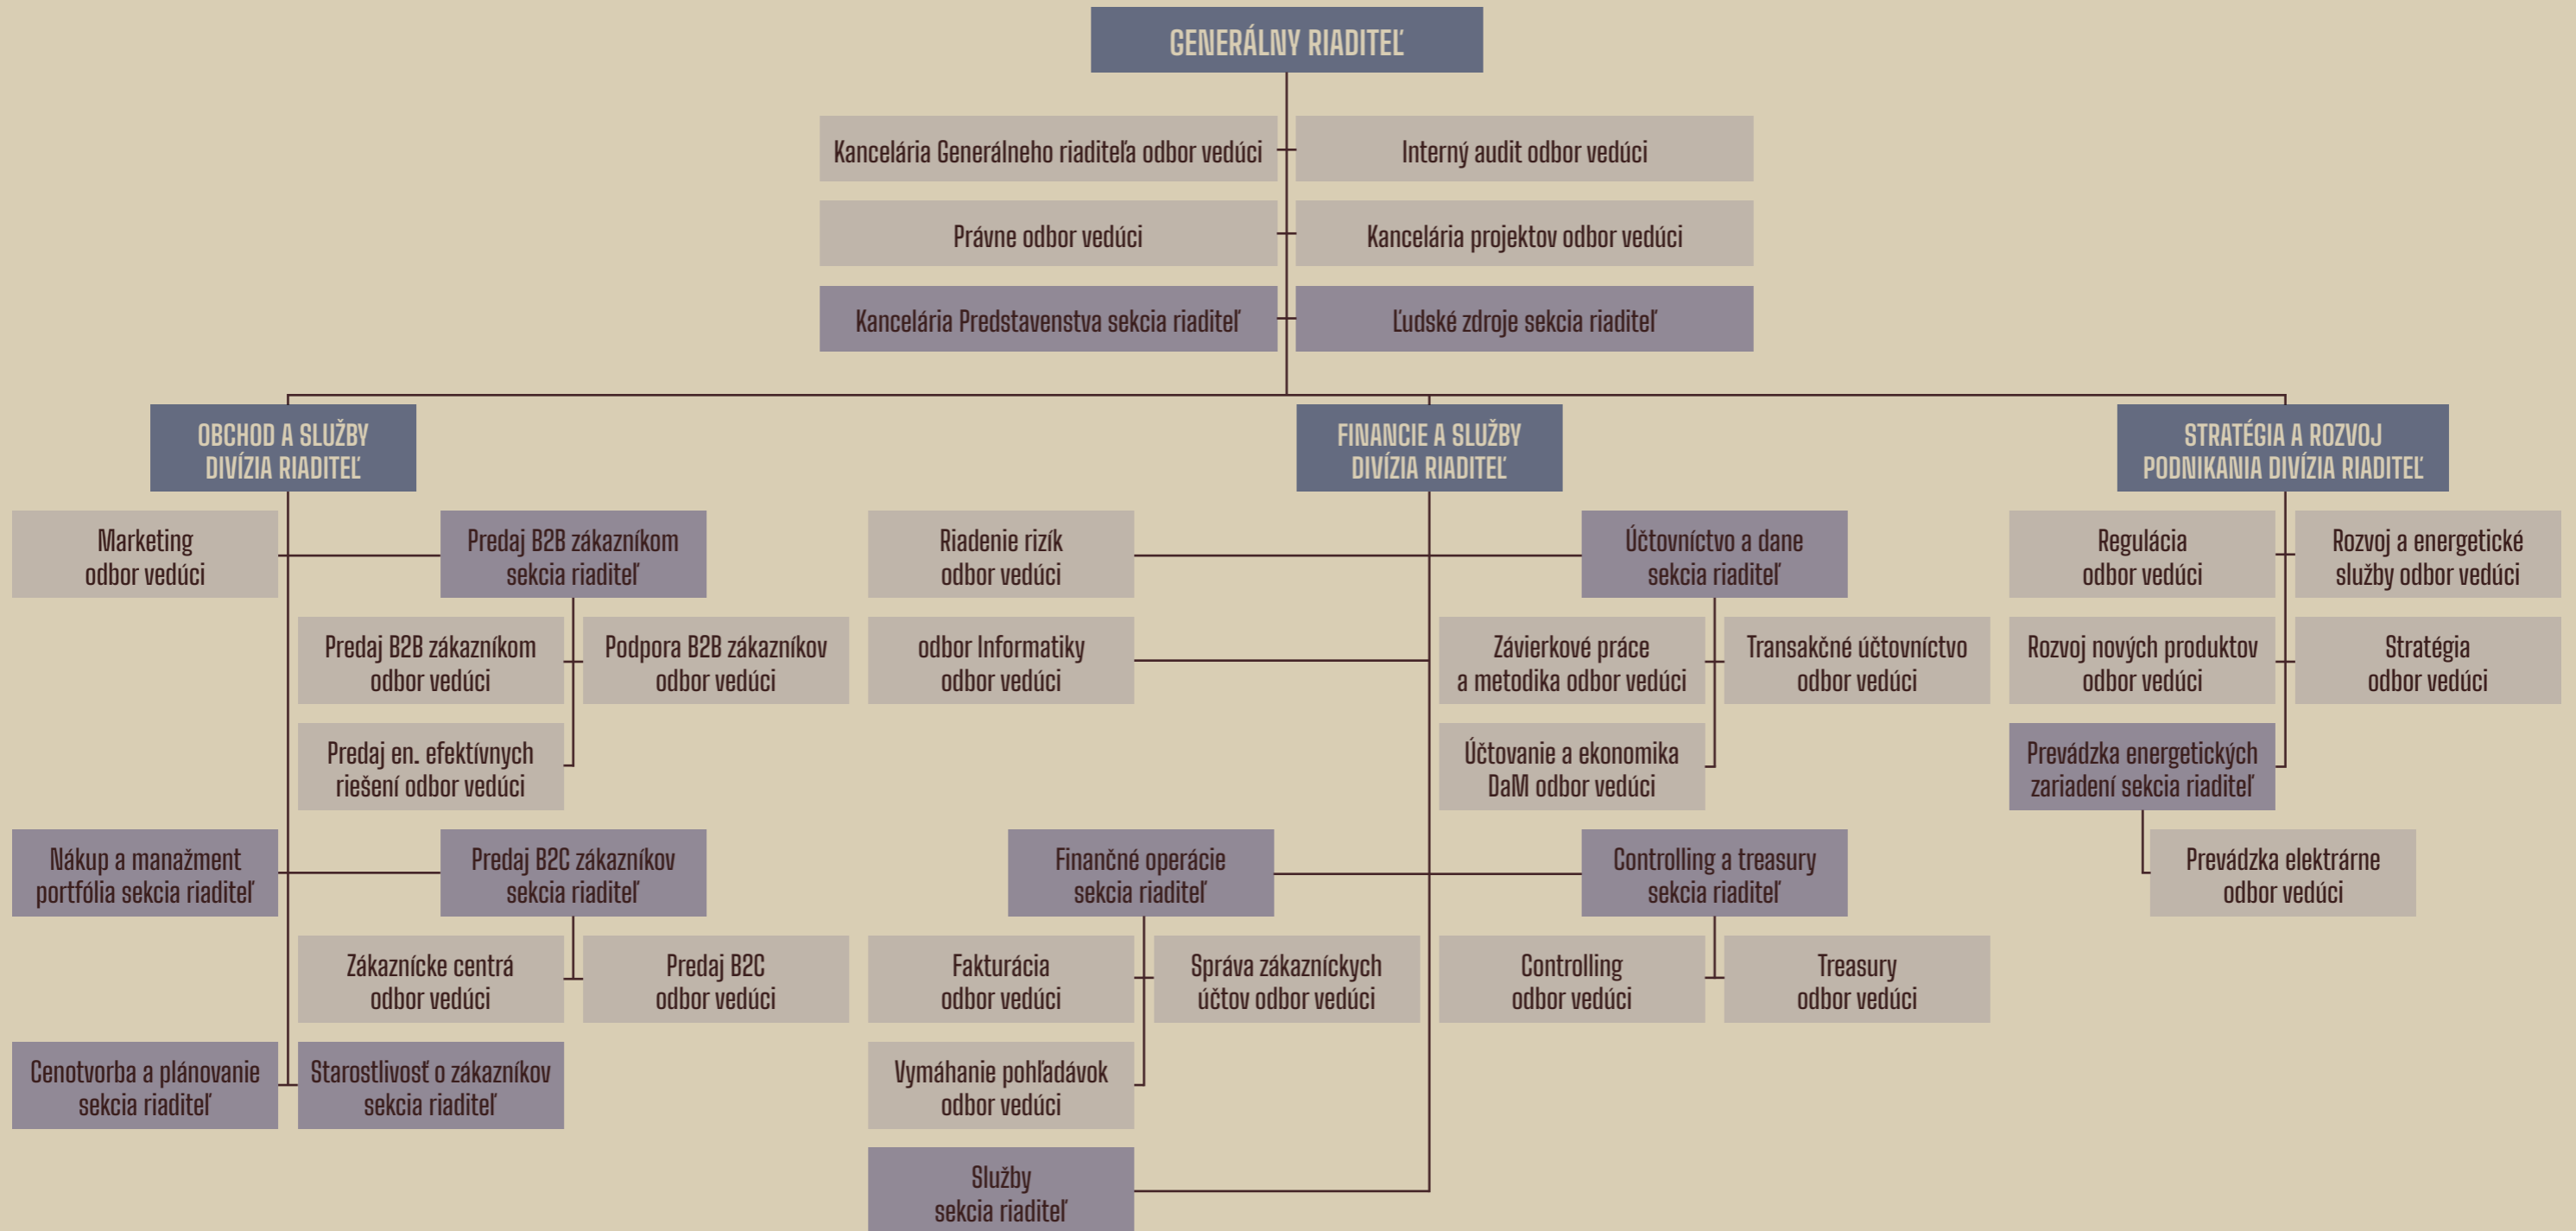 GENERÁLNY RIADITEĽ
Kancelária Generálneho riaditeľa odbor vedúci
Interný audit odbor vedúci
Právne odbor vedúci
Kancelária projektov odbor vedúci
Kancelária Predstavenstva sekcia riaditeľ
Ľudské zdroje sekcia riaditeľ
OBCHOD A SLUŽBY
DIVÍZIA RIADITEĽ
FINANCIE A SLUŽBY
DIVÍZIA RIADITEĽ
STRATÉGIA A ROZVOJ
PODNIKANIA DIVÍZIA RIADITEĽ
Marketing
odbor vedúci
Predaj B2B zákazníkom
sekcia riaditeľ
Predaj B2B zákazníkom
odbor vedúci
Podpora B2B zákazníkov
odbor vedúci
Predaj en. efektívnych
riešení odbor vedúci
Nákup a manažment
portfólia sekcia riaditeľ
Predaj B2C zákazníkov
sekcia riaditeľ
Zákaznícke centrá
odbor vedúci
Predaj B2C
odbor vedúci
Cenotvorba a plánovanie
sekcia riaditeľ
Starostlivosť o zákazníkov
sekcia riaditeľ
Riadenie rizík
odbor vedúci
Účtovníctvo a dane
sekcia riaditeľ
odbor Informatiky
odbor vedúci
Závierkové práce
a metodika odbor vedúci
Transakčné účtovníctvo
odbor vedúci
Účtovanie a ekonomika
DaM odbor vedúci
Finančné operácie
sekcia riaditeľ
Controlling a treasury
sekcia riaditeľ
Fakturácia
odbor vedúci
Správa zákazníckych
účtov odbor vedúci
Controlling
odbor vedúci
Treasury
odbor vedúci
Vymáhanie pohľadávok
odbor vedúci
Služby
sekcia riaditeľ
Regulácia
odbor vedúci
Rozvoj a energetické
služby odbor vedúci
Rozvoj nových produktov
odbor vedúci
Stratégia
odbor vedúci
Prevádzka energetických
zariadení sekcia riaditeľ
Prevádzka elektrárne
odbor vedúci